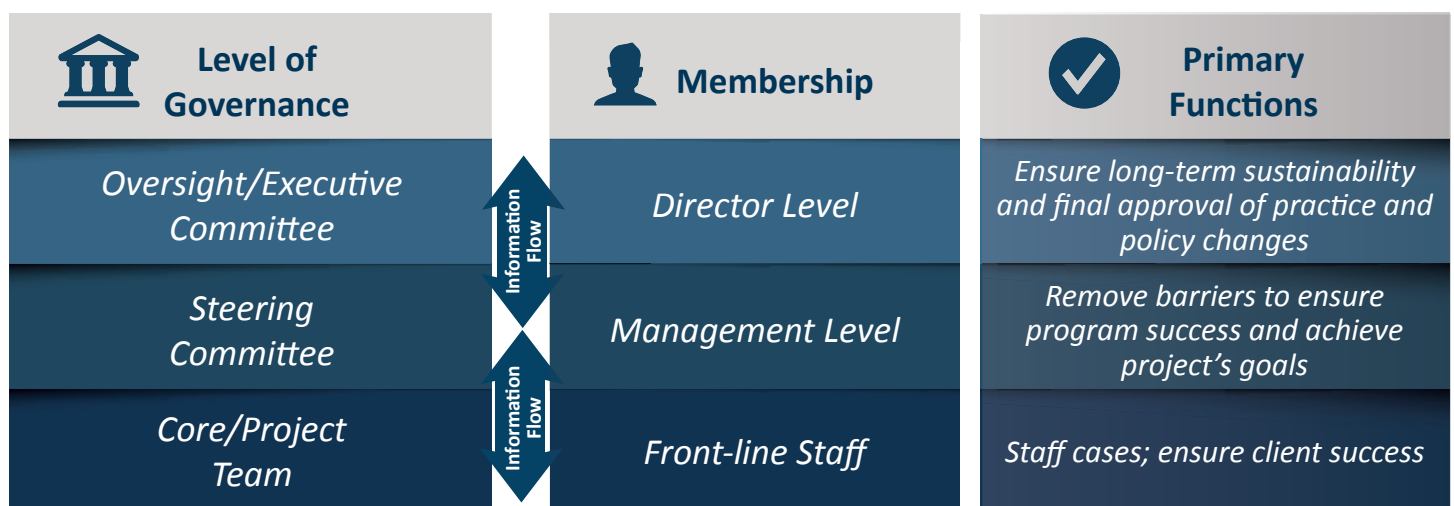 Level of
Governance
Membership
Primary
Functions
Oversight/Executive
Committee
Information
Flow
Director Level
Ensure long-term sustainability
and final approval of practice and
policy changes
Steering
Committee
Management Level
Remove barriers to ensure
program success and achieve
project’s goals
Core/Project
Team
Information
Flow
Front-line Staff
Staff cases; ensure client success